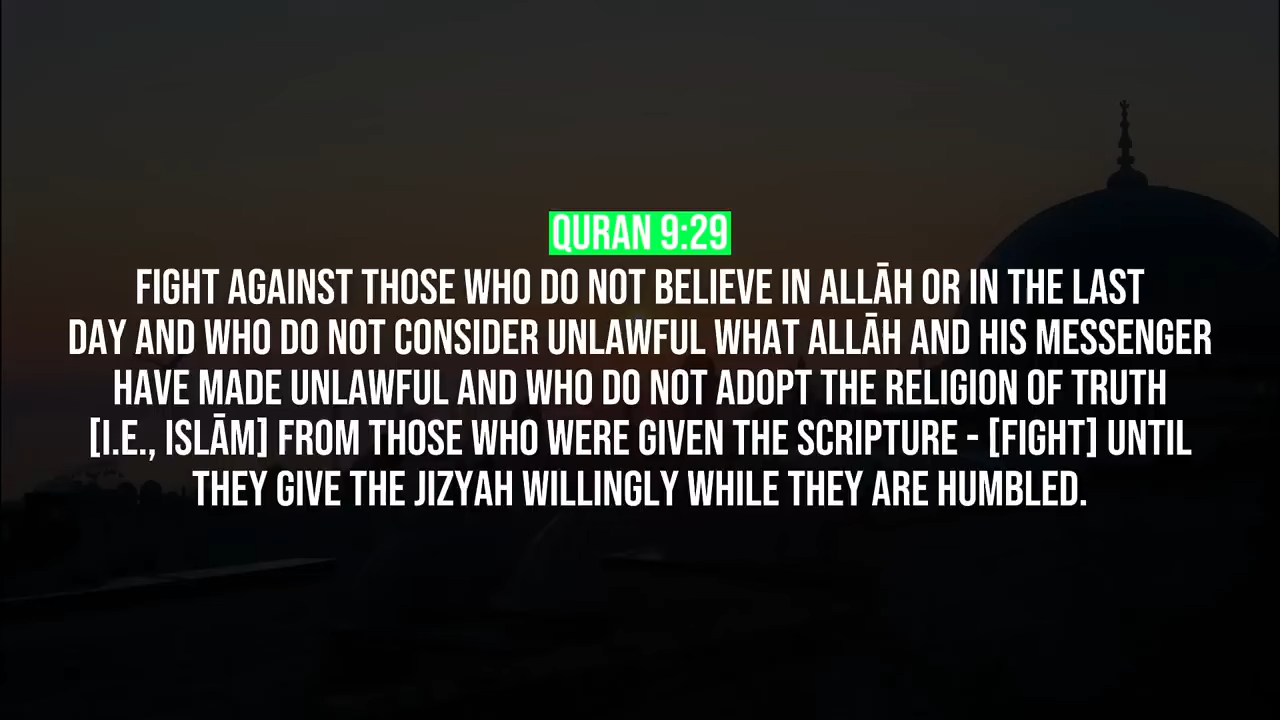 QURAN 9:29
FIGHT AGAINST THOSE WHO DO NOT BELIEVE IN ALLĀH OR IN THE LAST
DAY AND WHO DO NOT CONSIDER UNLAWFUL WHAT ALLĀH AND HIS MESSENGER
HAVE MADE UNLAWFUL AND WHO DO NOT ADOPT THE RELIGION OF TRUTH
[I.E., ISLĀM] FROM THOSE WHO WERE GIVEN THE SCRIPTURE - [FIGHT] UNTIL
THEY GIVE THE JIZYAH WILLINGLY WHILE THEY ARE HUMBLED.